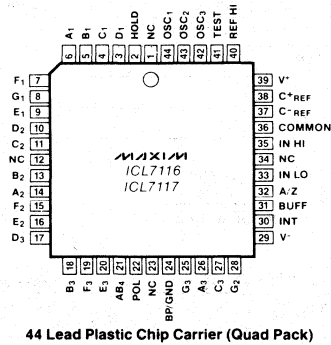 A1 B1 C1 D1 HOLD NC OSC1 OSC2 OSC3 TEST REF HI
6 5 4 3 2 1 44 43 42 41 40
F1 7
G1 8
E1 9
D2 10
C2 11
NC 12
B2 13
A2 14
F2 15
E2 16
D3 17
39 V+
38 C+REF
37 C-REF
36 COMMON
35 IN HI
34 NC
33 IN LO
32 A/Z
31 BUFF
30 INT
29 V-
MAXIM
ICL7116
ICL7117
18 19 20 21 22 23 24 25 26 27 28
B3 F3 E3 AB4 POL NC BP/GND G3 A3 C3 G2
44 Lead Plastic Chip Carrier (Quad Pack)